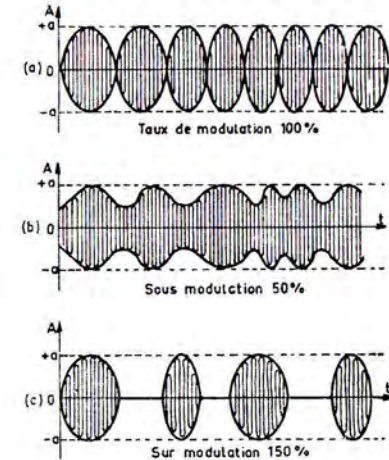 A
+a
(a) 0
-a
Taux de modulation 100%
A
+a
(b) 0 t
-a
Sous modulation 50%
A
+a
(c) 0 t
-a
Sur modulation 150%